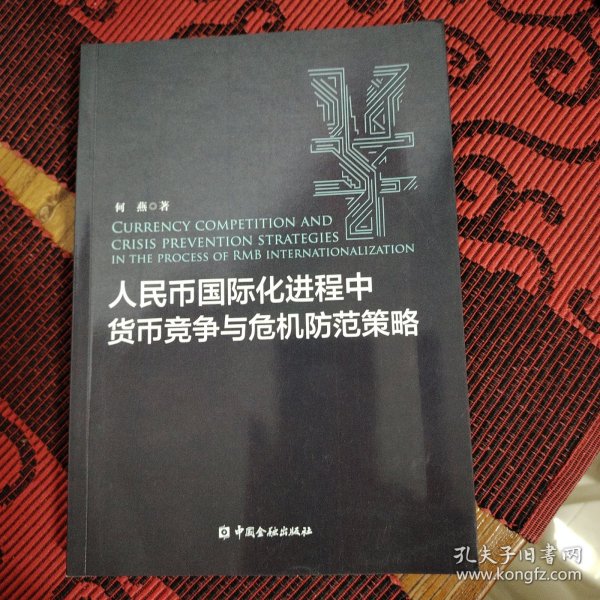 何 燕◎著
CURRENCY COMPETITION AND
CRISIS PREVENTION STRATEGIES
IN THE PROCESS OF RMB INTERNATIONALIZATION
人民币国际化进程中
货币竞争与危机防范策略
中国金融出版社
孔夫子旧书网
www.kongfz.com